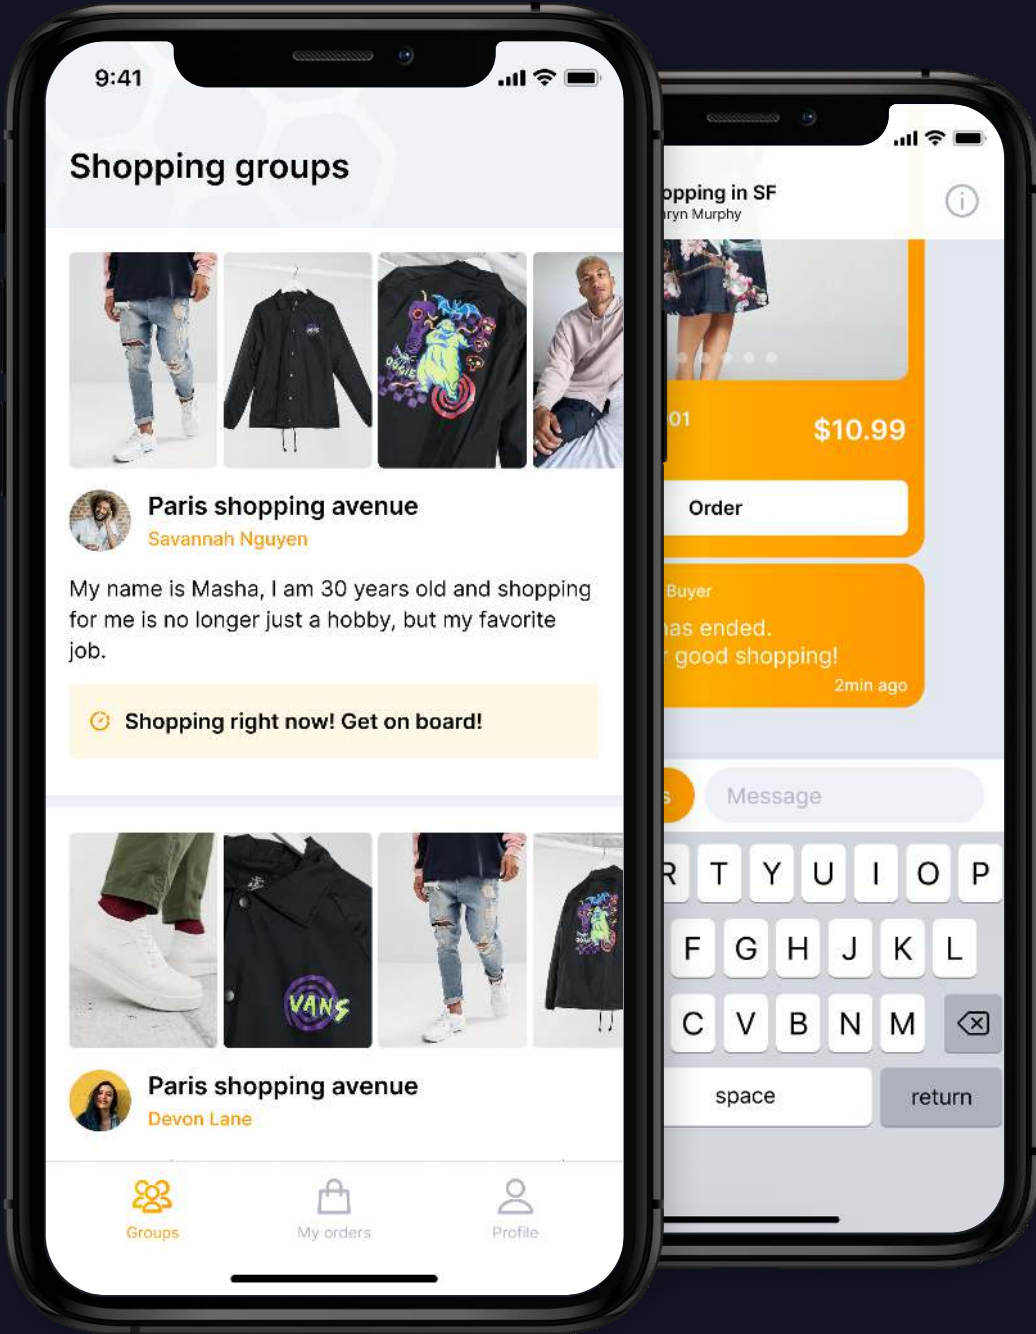 9:41
Shopping groups
VANS
OOGIE
Paris shopping avenue
Savannah Nguyen
My name is Masha, I am 30 years old and shopping
for me is no longer just a hobby, but my favorite
job.
Shopping right now! Get on board!
VANS
Paris shopping avenue
Devon Lane
Groups
My orders
Profile
opping in SF
ryn Murphy
01
$10.99
Order
Buyer
has ended.
good shopping!
2min ago
s
Message
R T Y U I O P
F G H J K L
C V B N M
space
return